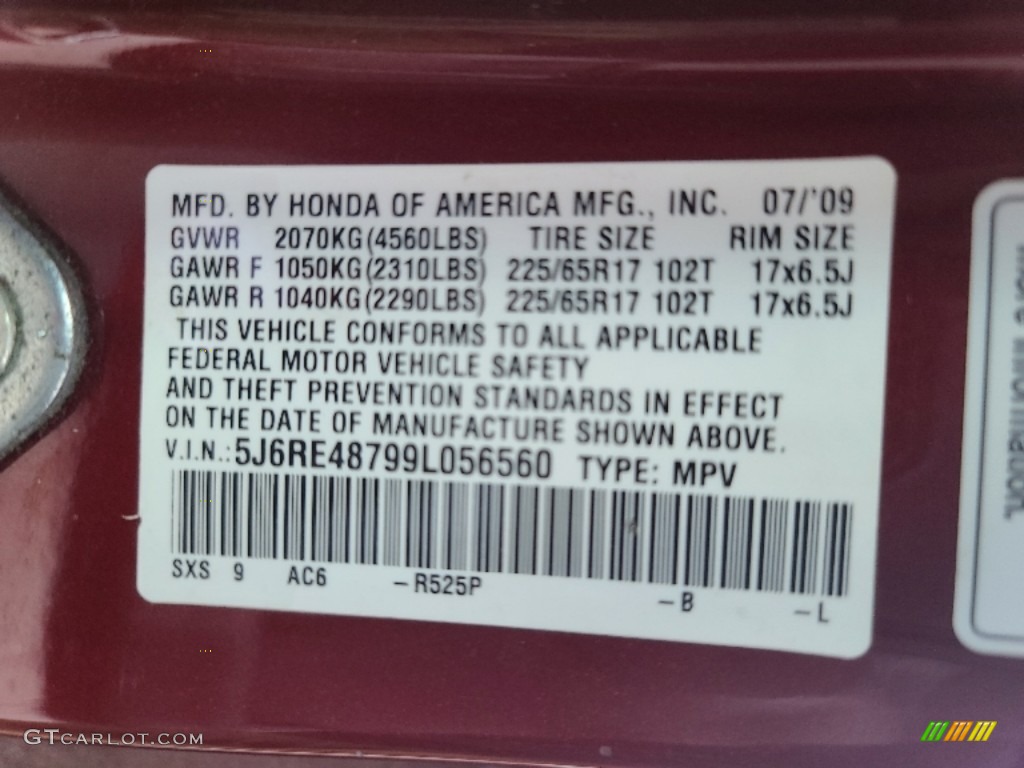 MFD. BY HONDA OF AMERICA MFG., INC. 07/'09
GVWR 2070KG(4560LBS) TIRE SIZE RIM SIZE
GAWR F 1050KG(2310LBS) 225/65R17 102T 17x6.5J
GAWR R 1040KG(2290LBS) 225/65R17 102T 17x6.5J
THIS VEHICLE CONFORMS TO ALL APPLICABLE
FEDERAL MOTOR VEHICLE SAFETY
AND THEFT PREVENTION STANDARDS IN EFFECT
ON THE DATE OF MANUFACTURE SHOWN ABOVE.
V.I.N.:5J6RE48799L056560 TYPE: MPV
SXS 9 AC6 -R525P -B -L
more information.
GTCARLOT.COM